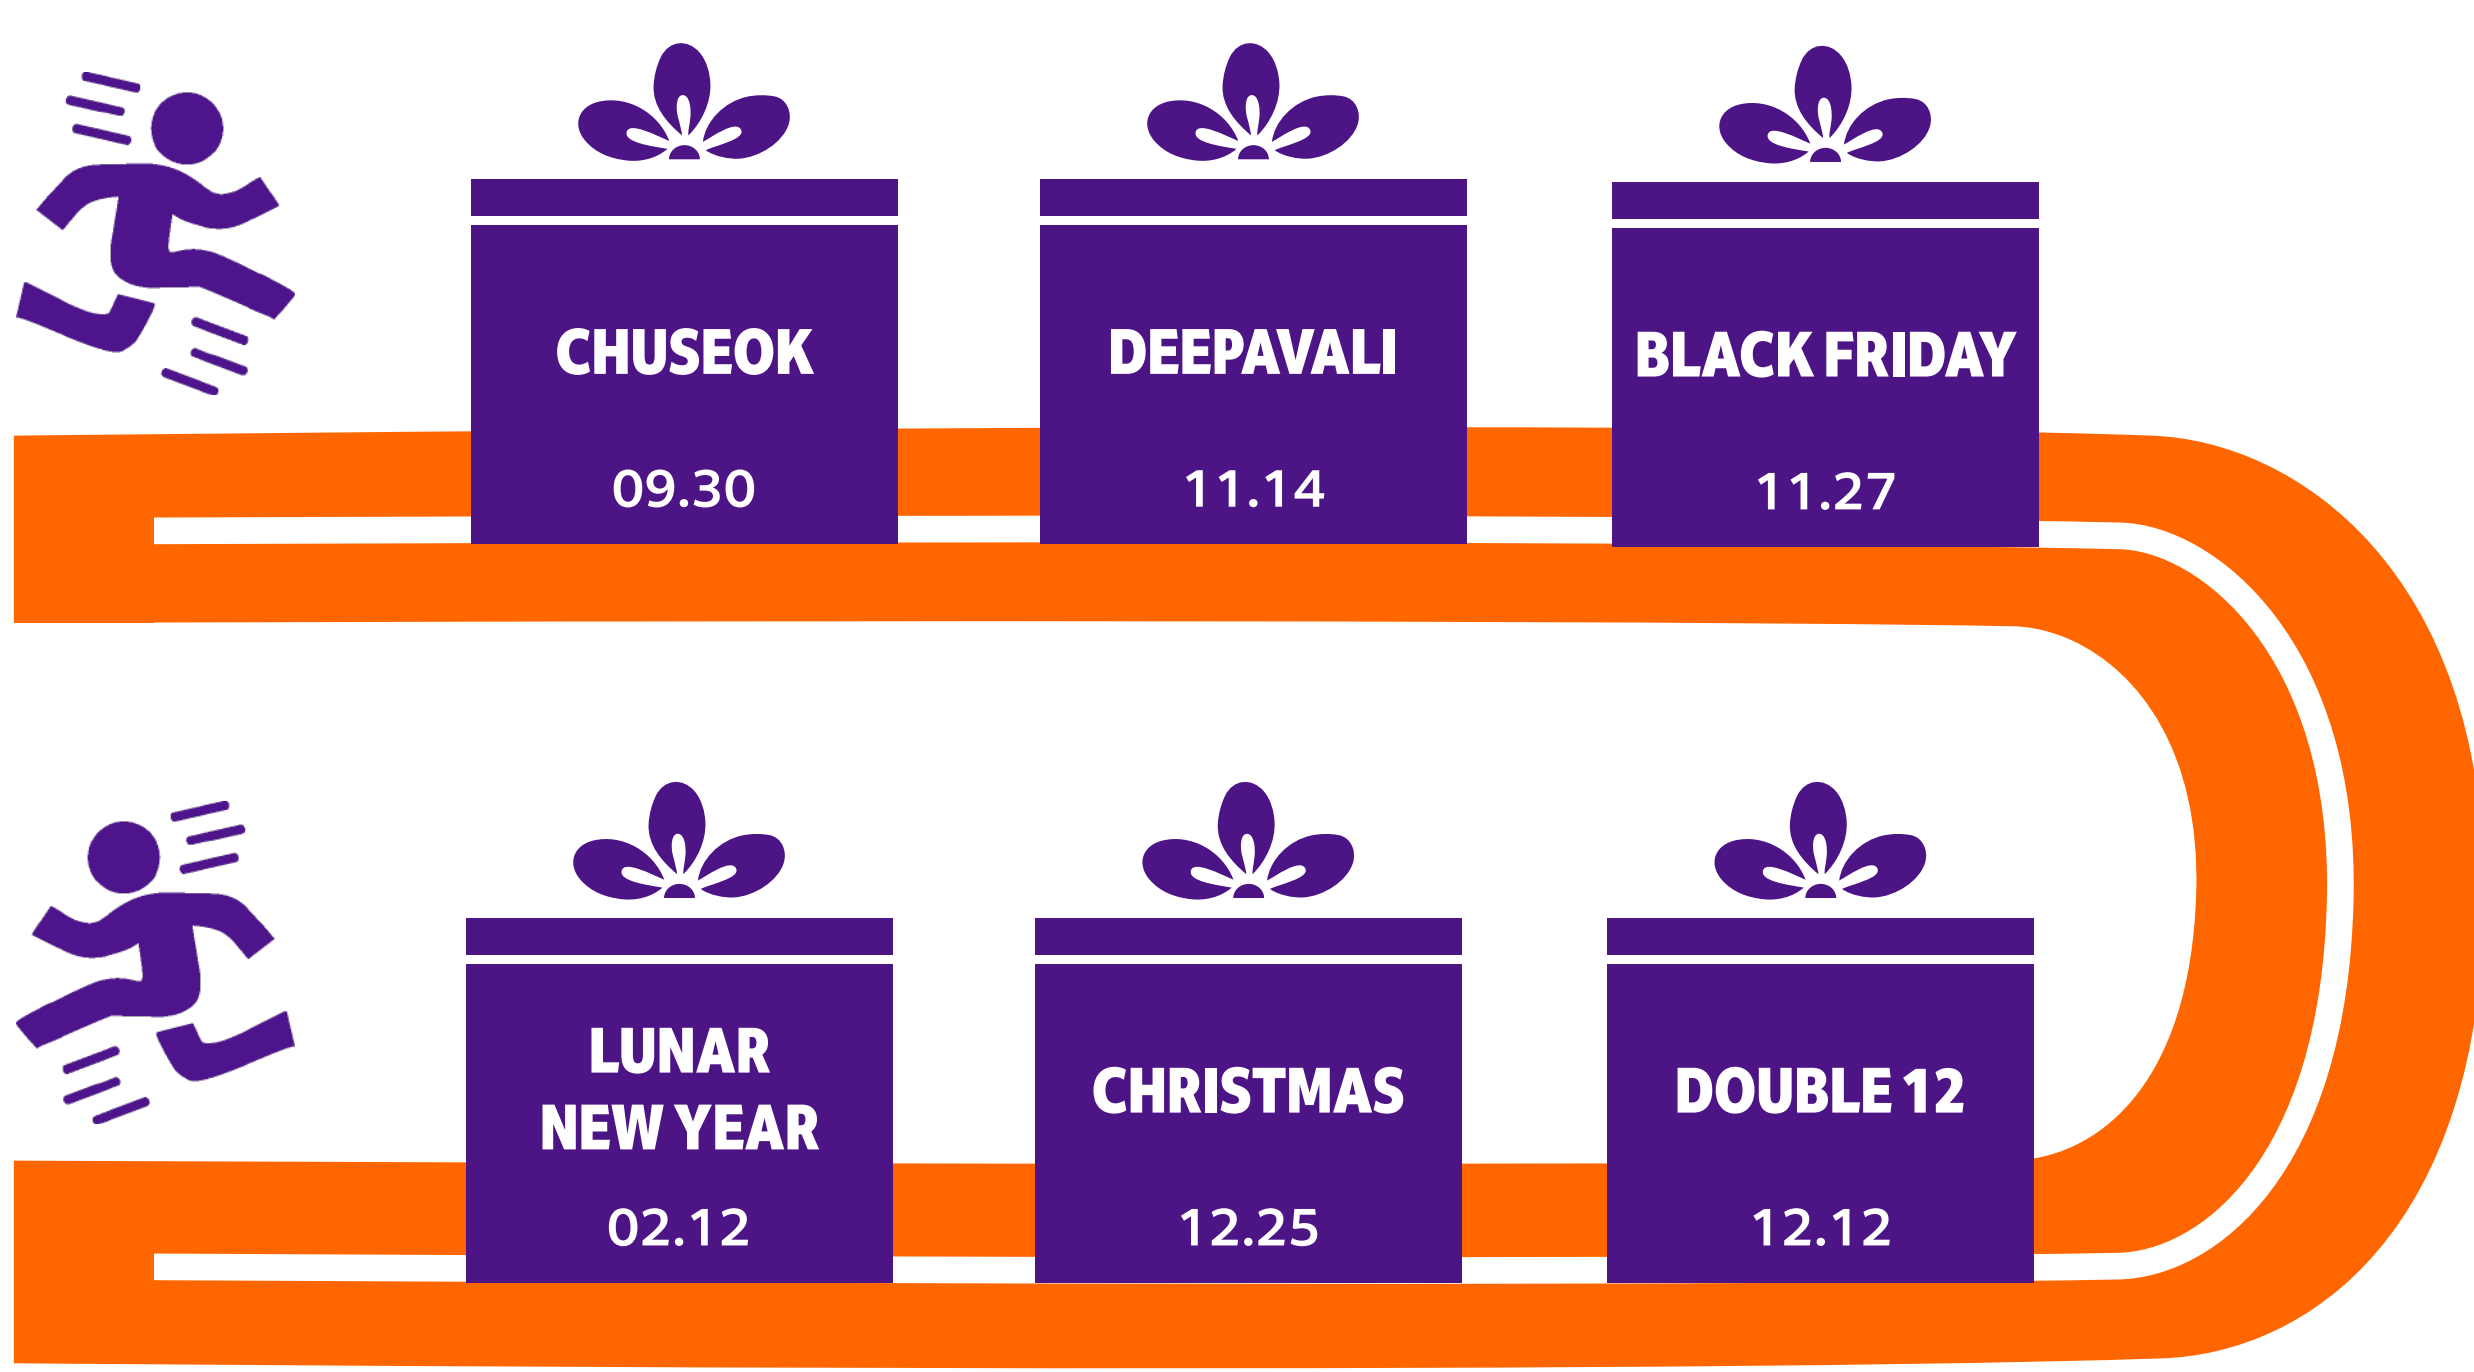 CHUSEOK
09.30
DEEPAVALI
11.14
BLACK FRIDAY
11.27
LUNAR
NEW YEAR
02.12
CHRISTMAS
12.25
DOUBLE 12
12.12